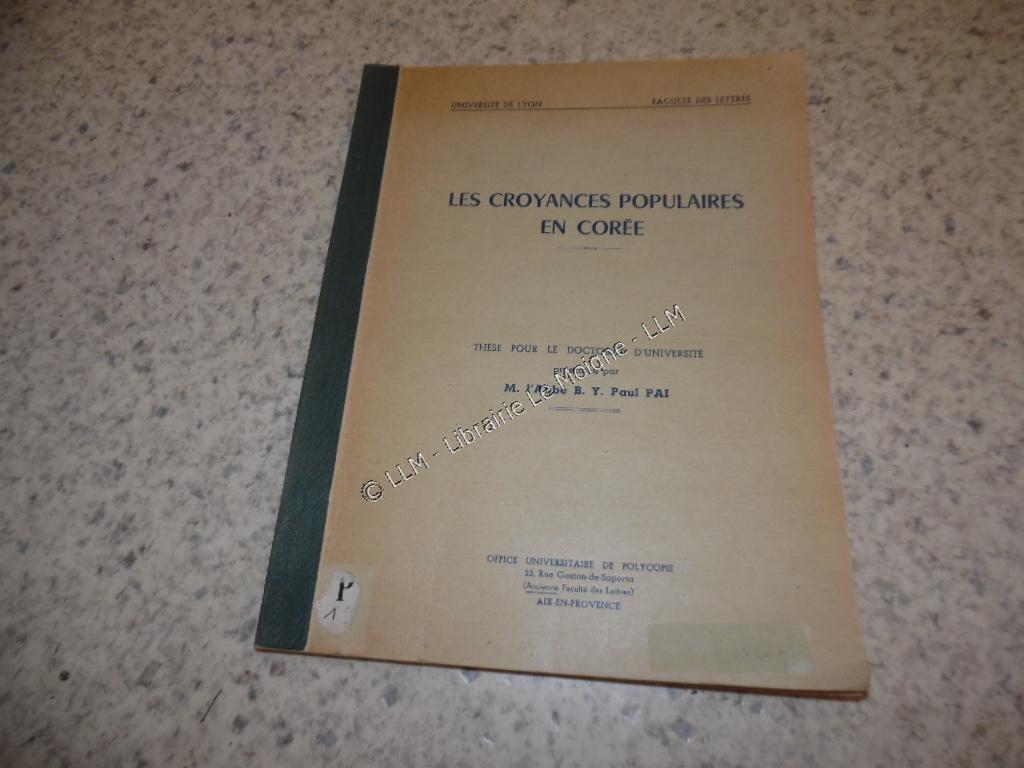 UNIVERSITÉ DE LYON FACULTÉ DES LETTRES
LES CROYANCES POPULAIRES
EN CORÉE
THÈSE POUR LE DOCTORAT D'UNIVERSITÉ
par
M. l'Abbé B. Y. Paul PAI
© LLM - Librairie Le Moigne - LLM
OFFICE UNIVERSITAIRE DE POLYCOPIE
23, Rue Gaston-de-Saporta
(Ancienne Faculté des Lettres)
AIX-EN-PROVENCE
P